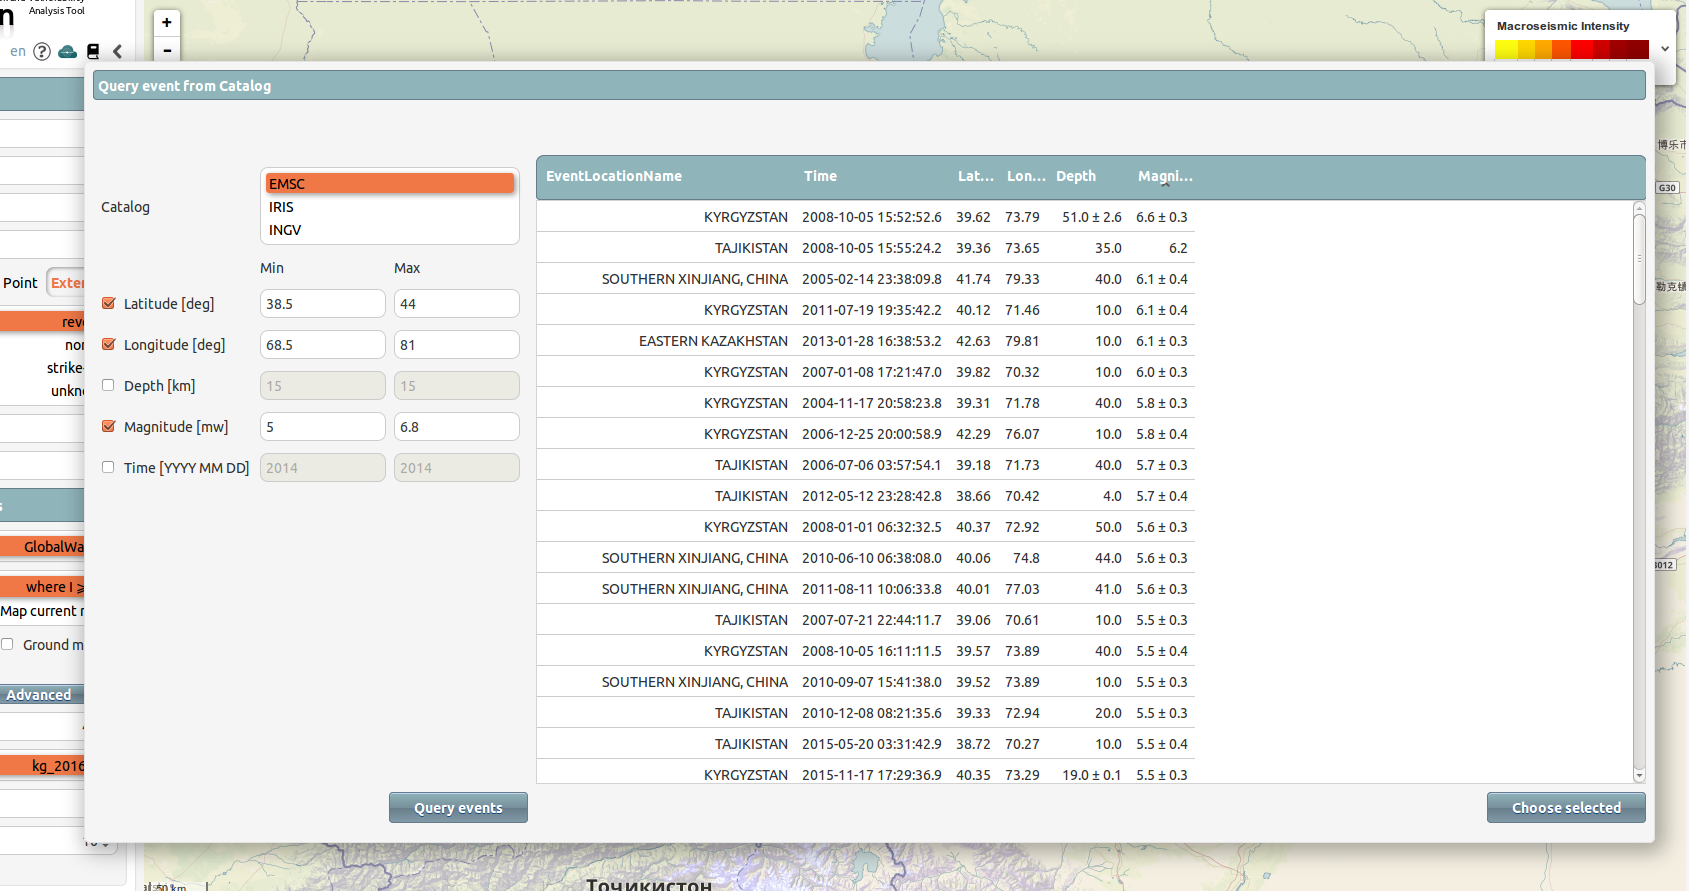 Analysis Tool
n
en
?
+
-
Macroseismic Intensity
Query event from Catalog
Catalog
EMSC
IRIS
INGV
Min Max
Latitude [deg] 38.5 44
Longitude [deg] 68.5 81
Depth [km] 15 15
Magnitude [mw] 5 6.8
Time [YYYY MM DD] 2014 2014
Query events
EventLocationName Time Lat... Lon... Depth Magni...
KYRGYZSTAN 2008-10-05 15:52:52.6 39.62 73.79 51.0 ± 2.6 6.6 ± 0.3
TAJIKISTAN 2008-10-05 15:55:24.2 39.36 73.65 35.0 6.2
SOUTHERN XINJIANG, CHINA 2005-02-14 23:38:09.8 41.74 79.33 40.0 6.1 ± 0.4
KYRGYZSTAN 2011-07-19 19:35:42.2 40.12 71.46 10.0 6.1 ± 0.4
EASTERN KAZAKHSTAN 2013-01-28 16:38:53.2 42.63 79.81 10.0 6.1 ± 0.3
KYRGYZSTAN 2007-01-08 17:21:47.0 39.82 70.32 10.0 6.0 ± 0.3
KYRGYZSTAN 2004-11-17 20:58:23.8 39.31 71.78 40.0 5.8 ± 0.3
KYRGYZSTAN 2006-12-25 20:00:58.9 42.29 76.07 10.0 5.8 ± 0.4
TAJIKISTAN 2006-07-06 03:57:54.1 39.18 71.73 40.0 5.7 ± 0.3
TAJIKISTAN 2012-05-12 23:28:42.8 38.66 70.42 4.0 5.7 ± 0.4
KYRGYZSTAN 2008-01-01 06:32:32.5 40.37 72.92 50.0 5.6 ± 0.3
SOUTHERN XINJIANG, CHINA 2010-06-10 06:38:08.0 40.06 74.8 44.0 5.6 ± 0.3
SOUTHERN XINJIANG, CHINA 2011-08-11 10:06:33.8 40.01 77.03 41.0 5.6 ± 0.3
TAJIKISTAN 2007-07-21 22:44:11.7 39.06 70.61 10.0 5.5 ± 0.3
KYRGYZSTAN 2008-10-05 16:11:11.5 39.57 73.89 40.0 5.5 ± 0.4
SOUTHERN XINJIANG, CHINA 2010-09-07 15:41:38.0 39.52 73.89 10.0 5.5 ± 0.3
TAJIKISTAN 2010-12-08 08:21:35.6 39.33 72.94 20.0 5.5 ± 0.3
TAJIKISTAN 2015-05-20 03:31:42.9 38.72 70.27 10.0 5.5 ± 0.4
KYRGYZSTAN 2015-11-17 17:29:36.9 40.35 73.29 19.0 ± 0.1 5.5 ± 0.3
Choose selected
Point Exter
reve
nor
strike-
unkno
s
GlobalWa
where I ⩾
Map current r
Ground m
Advanced
kg_2016
10
50 km
Тоҷикистон
G30
3012
博乐市
勒克镇